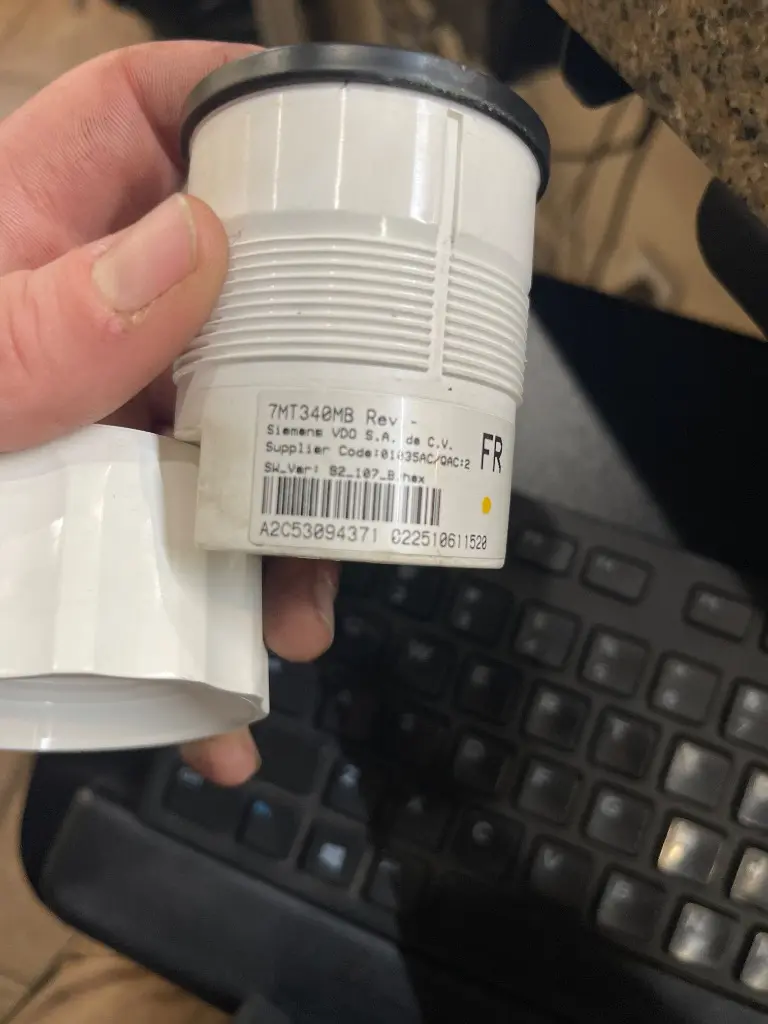 7MT340MB Rev -
Siemens VDO S.A. de C.V.
Supplier Code:01035AC/QAC:2
FR
SW_Ver: S2_107_B.hex
A2C53094371 022510611520